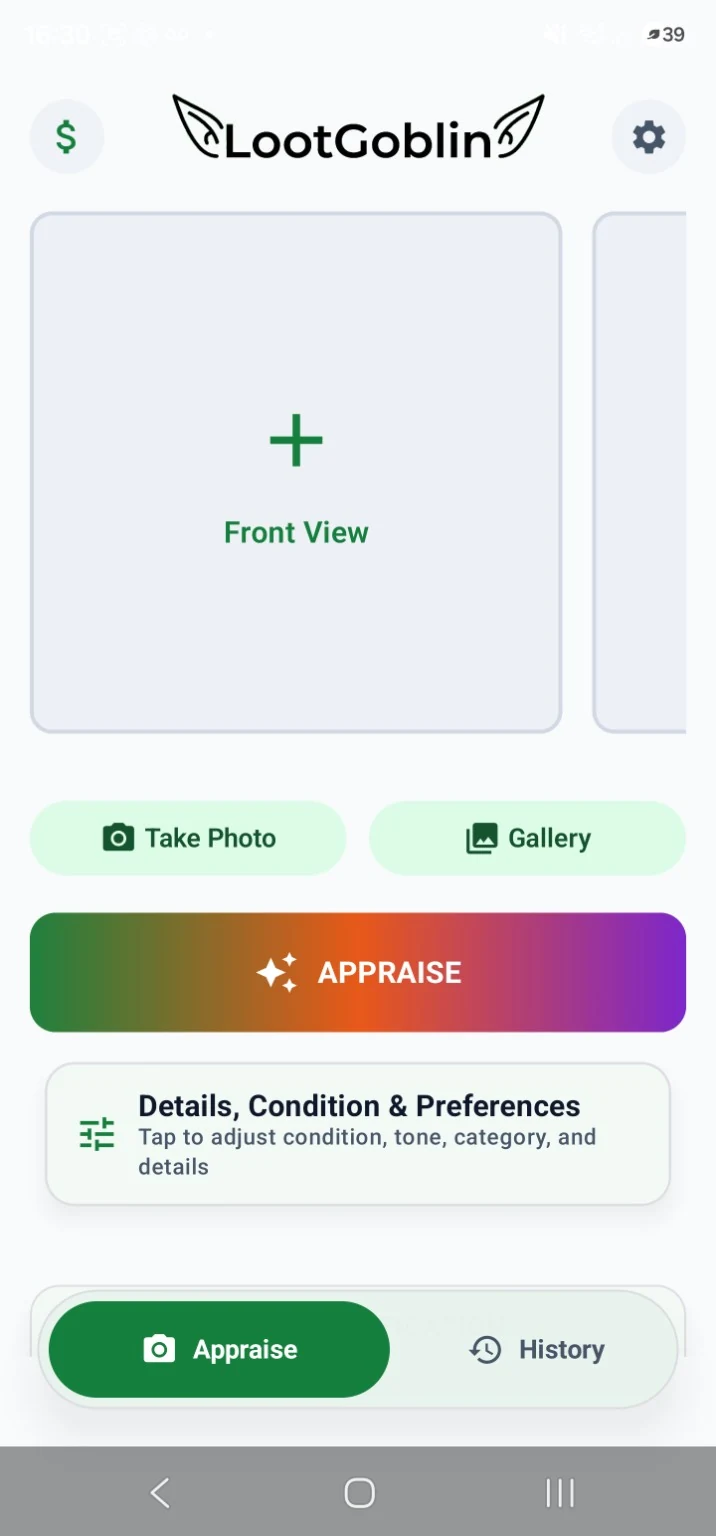 39
$
LootGoblin
Front View
Take Photo
Gallery
APPRAISE
Details, Condition & Preferences
Tap to adjust condition, tone, category, and
details
Appraise
History